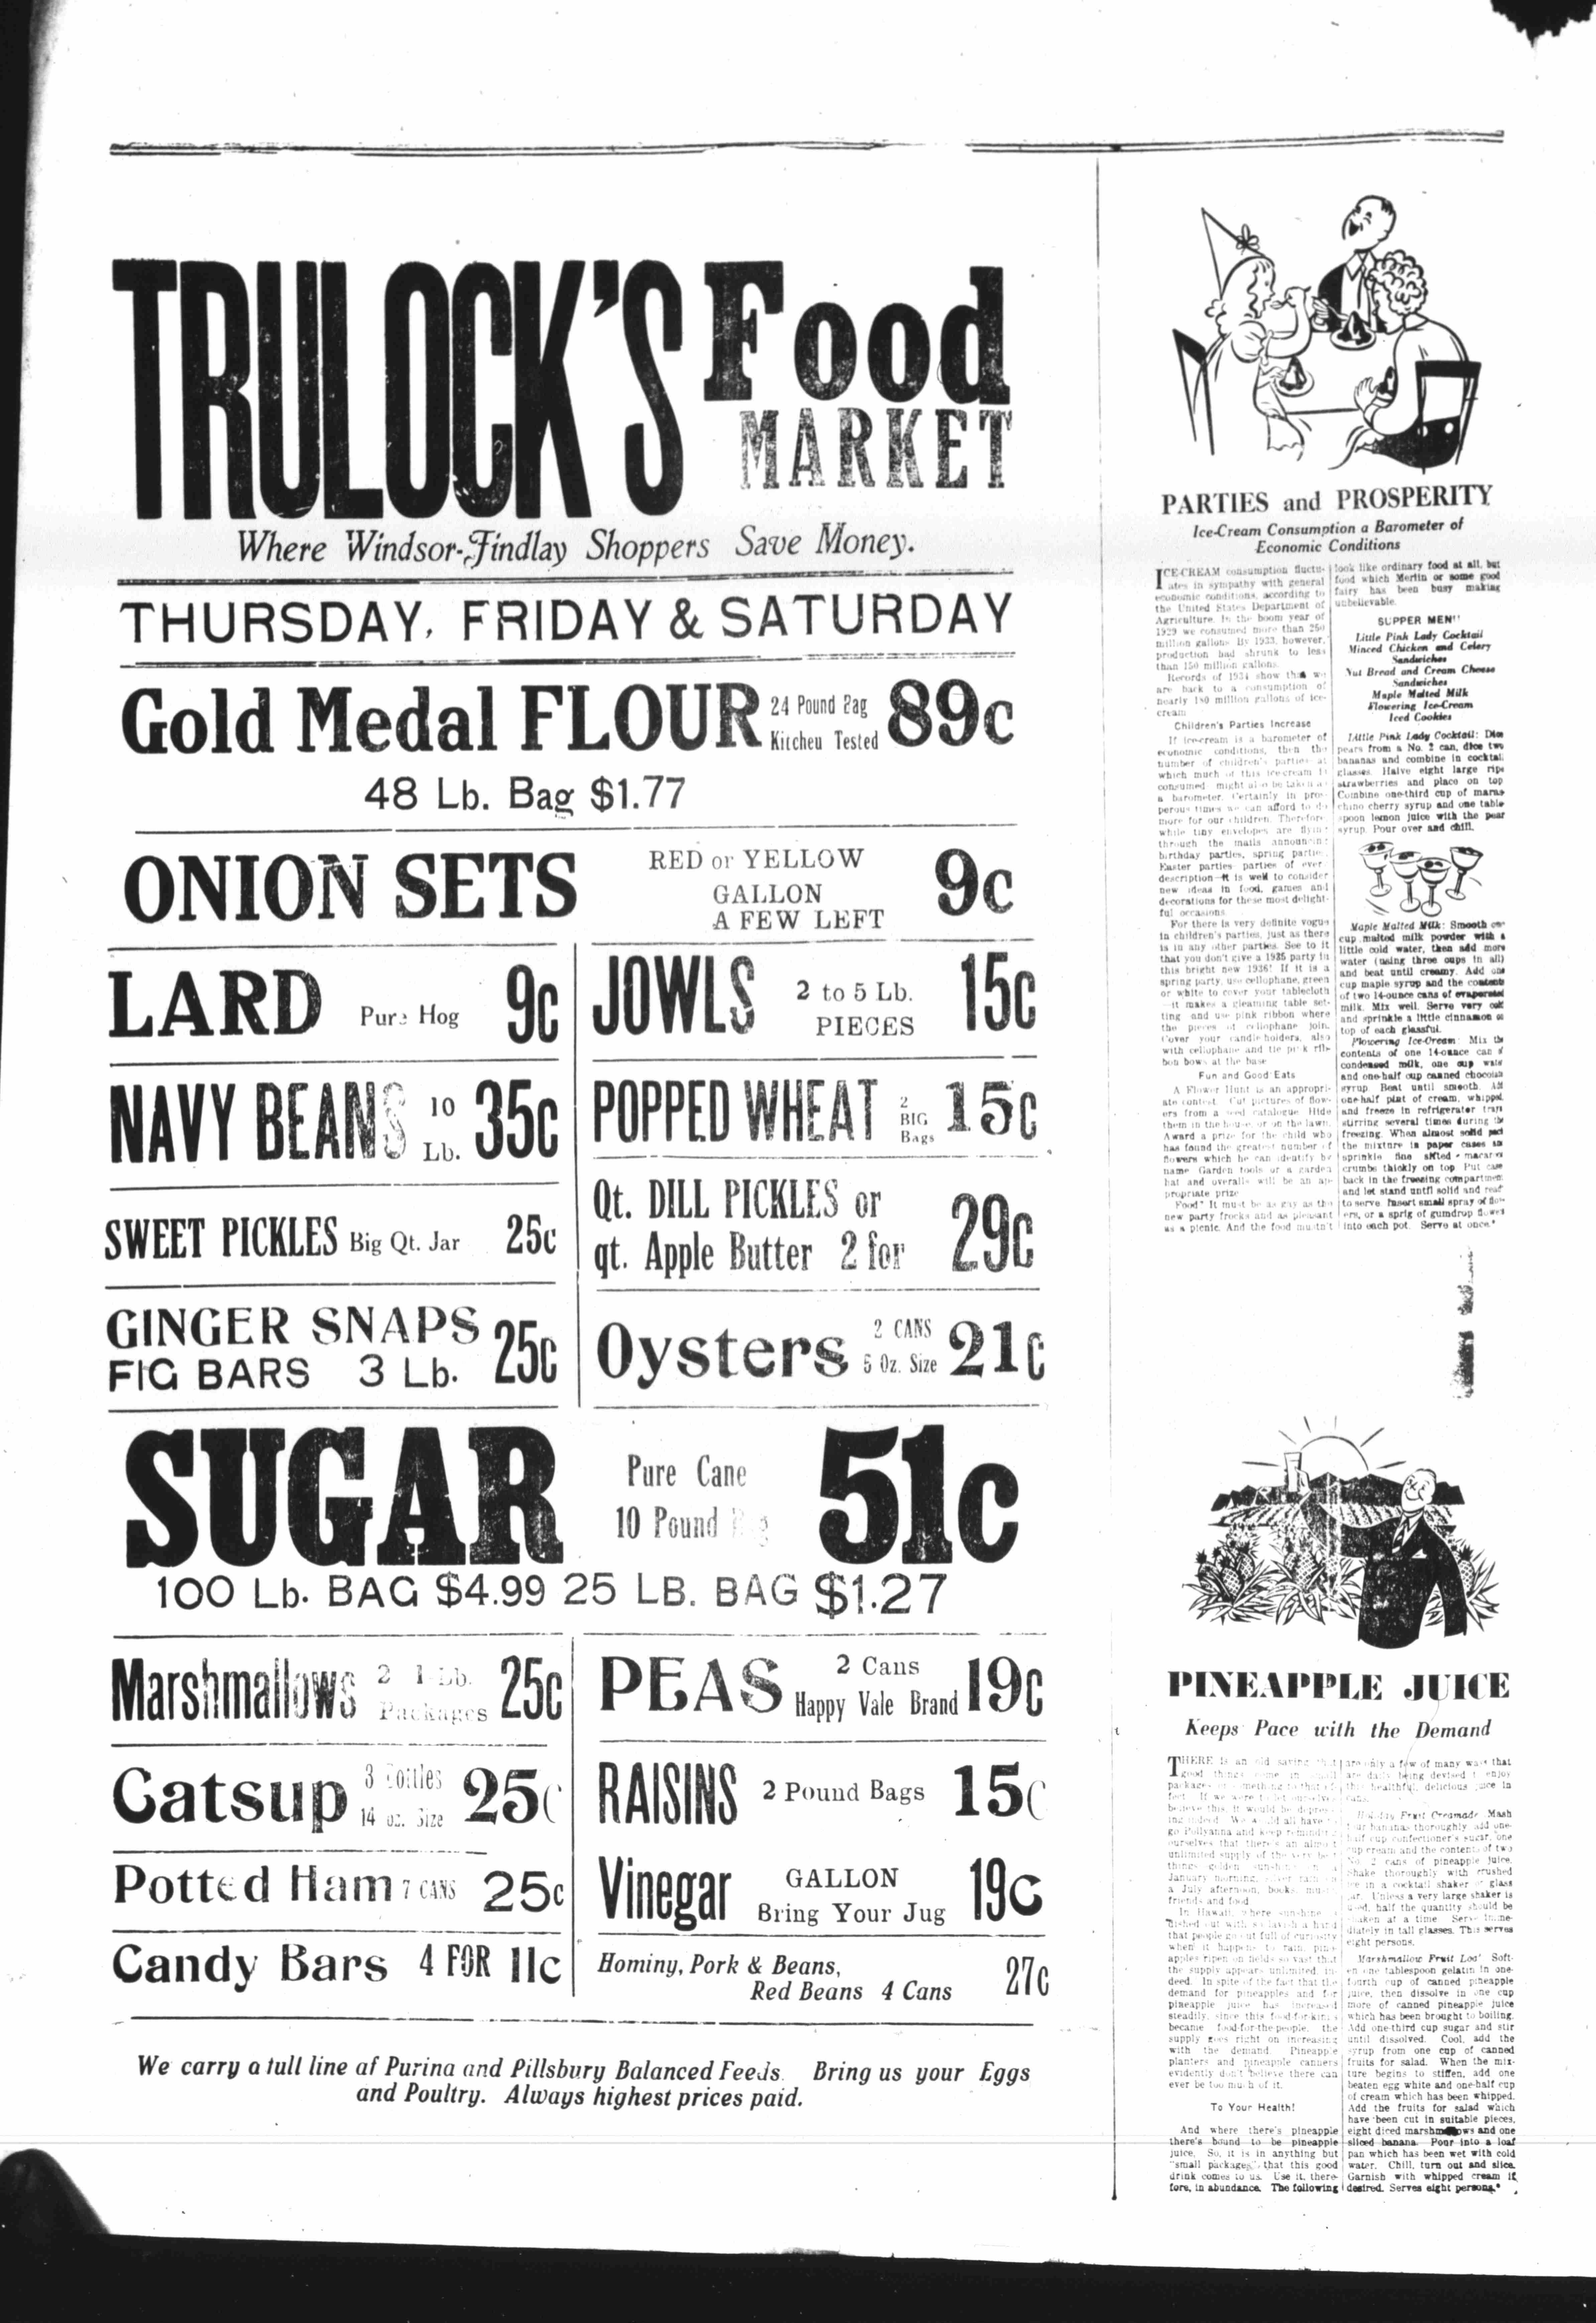 TRULOCK'S Food
MARKET
Where Windsor-Findlay Shoppers Save Money.
THURSDAY, FRIDAY & SATURDAY
Gold Medal FLOUR 24 Pound Bag 89c
Kitcheu Tested
48 Lb. Bag $1.77
ONION SETS RED or YELLOW 9c
GALLON
A FEW LEFT
LARD Pure Hog 9c
JOWLS 2 to 5 Lb. 15c
PIECES
NAVY BEANS 10 35c
Lb.
POPPED WHEAT 2 15c
BIG
Bags
SWEET PICKLES Big Qt. Jar 25c
Qt. DILL PICKLES or
qt. Apple Butter 2 for 29c
GINGER SNAPS
FIG BARS 3 Lb. 25c
Oysters 2 CANS 21c
5 Oz. Size
SUGAR Pure Cane 51c
10 Pound
100 Lb. BAG $4.99 25 LB. BAG $1.27
Marshmallows 2 1 Lb. 25c
Packages
PEAS 2 Cans 19c
Happy Vale Brand
Catsup 3 Bottles 25c
14 oz. Size
RAISINS 2 Pound Bags 15c
Potted Ham 7 CANS 25c
Vinegar GALLON 19c
Bring Your Jug
Candy Bars 4 FOR 11c
Hominy, Pork & Beans,
Red Beans 4 Cans 27c
We carry a tull line af Purina and Pillsbury Balanced Feeds. Bring us your Eggs
and Poultry. Always highest prices paid.
PARTIES and PROSPERITY
Ice-Cream Consumption a Barometer of
Economic Conditions
ICE-CREAM consumption fluctu-
ates in sympathy with general
economic conditions, according to
the United States Department of
Agriculture. In the boom year of
1929 we consumed more than 250
million gallons. By 1933, however,
production had shrunk to less
than 150 million gallons.
Records of 1934 show that we
are back to a consumption of
nearly 180 million gallons of ice-
cream.
Children's Parties Increase
If ice-cream is a barometer of
economic conditions, then the
number of children's parties at
which much of this ice cream is
consumed might also be taken as
a barometer. Certainly in pros-
perous times we can afford to do
more for our children. Therefore,
while tiny envelopes are flying
through the mails announcing
birthday parties, spring parties,
Easter parties—parties of every
description—it is well to consider
new ideas in food, games and
decorations for these most delight-
ful occasions.
For there is very definite vogue
in children's parties, just as there
is in any other parties. See to it
that you don't give a 1935 party in
this bright new 1936! If it is a
spring party, use cellophane, green
or white to cover your tablecloth
—it makes a gleaming table set-
ting and use pink ribbon where
the pieces of cellophane join.
Cover your candle holders, also
with cellophane and tie pink rib-
bon bows at the base.
Fun and Good Eats
A Flower Hunt is an appropri-
ate contest. Cut pictures of flow-
ers from a seed catalogue. Hide
them in the house, or on the lawn.
Award a prize for the child who
has found the greatest number of
flowers which he can identify by
name. Garden tools or a garden
hat and overalls will be an ap-
propriate prize.
Food? It must be as gay as the
new party frocks and as pleasant
as a picnic. And the food mustn't
look like ordinary food at all, but
food which Merlin or some good
fairy has been busy making
unbelievable.
SUPPER MENU
Little Pink Lady Cocktail
Minced Chicken and Celery
Sandwiches
Nut Bread and Cream Cheese
Sandwiches
Maple Malted Milk
Flowering Ice-Cream
Iced Cookies
Little Pink Lady Cocktail: Dice
pears from a No. 2 can, dice two
bananas and combine in cocktail
glasses. Halve eight large ripe
strawberries and place on top
Combine one-third cup of maras-
chino cherry syrup and one table-
spoon lemon juice with the pear
syrup. Pour over and chill.
Maple Malted Milk: Smooth one
cup malted milk powder with a
little cold water, then add more
water (using three cups in all)
and beat until creamy. Add one
cup maple syrup and the contents
of two 14-ounce cans of evaporated
milk. Mix well. Serve very cold
and sprinkle a little cinnamon on
top of each glassful.
Flowering Ice-Cream: Mix the
contents of one 14-ounce can of
condensed milk, one cup water
and one-half cup canned chocolate
syrup. Beat until smooth. Add
one-half pint of cream, whipped,
and freeze in refrigerator trays
stirring several times during the
freezing. When almost solid pack
the mixture in paper cases and
sprinkle fine sifted macaroon
crumbs thickly on top. Put cases
back in the freezing compartment
and let stand until solid and ready
to serve. Insert small spray of flow-
ers, or a sprig of gumdrop flowers
into each pot. Serve at once.*
PINEAPPLE JUICE
Keeps Pace with the Demand
THERE is an old saying that
good things come in small
packages or something to that ef-
fect. If we were to let ourselves
believe this, it would be depress-
ing indeed. We would all have to
go Pollyanna and keep reminding
ourselves that there's an almost
unlimited supply of the very best
things—golden sunshine on a
January morning, silver rain on
a July afternoon, books, music,
friends and food.
In Hawaii, where sunshine is
dished out with so lavish a hand
that people go out full of curiosity
when it happens to rain, pine-
apples ripen on fields so vast that
the supply appears unlimited, in-
deed. In spite of the fact that the
demand for pineapples and for
pineapple juice has increased
steadily, since this food-for-kings
became food-for-the-people, the
supply goes right on increasing
with the demand. Pineapple
planters and pineapple canners
evidently don't believe there can
ever be too much of it.
To Your Health!
And where there's pineapple
there's bound to be pineapple
juice. So, it is in anything but
"small packages," that this good
drink comes to us. Use it, there-
fore, in abundance. The following
are only a few of many ways that
are daily being devised to enjoy
this healthful, delicious juice in
cans.
Holiday Fruit Creamade: Mash
four bananas thoroughly, add one-
half cup confectioner's sugar, one
cup cream and the contents of two
No. 2 cans of pineapple juice.
Shake thoroughly with crushed
ice in a cocktail shaker or glass
jar. Unless a very large shaker is
used, half the quantity should be
shaken at a time. Serve imme-
diately in tall glasses. This serves
eight persons.
Marshmallow Fruit Loaf: Soft-
en one tablespoon gelatin in one-
fourth cup of canned pineapple
juice, then dissolve in one cup
more of canned pineapple juice
which has been brought to boiling.
Add one-third cup sugar and stir
until dissolved. Cool, add the
syrup from one cup of canned
fruits for salad. When the mix-
ture begins to stiffen, add one
beaten egg white and one-half cup
of cream which has been whipped.
Add the fruits for salad which
have been cut in suitable pieces,
eight diced marshmallows and one
sliced banana. Pour into a loaf
pan which has been wet with cold
water. Chill, turn out and slice.
Garnish with whipped cream if
desired. Serves eight persons.*